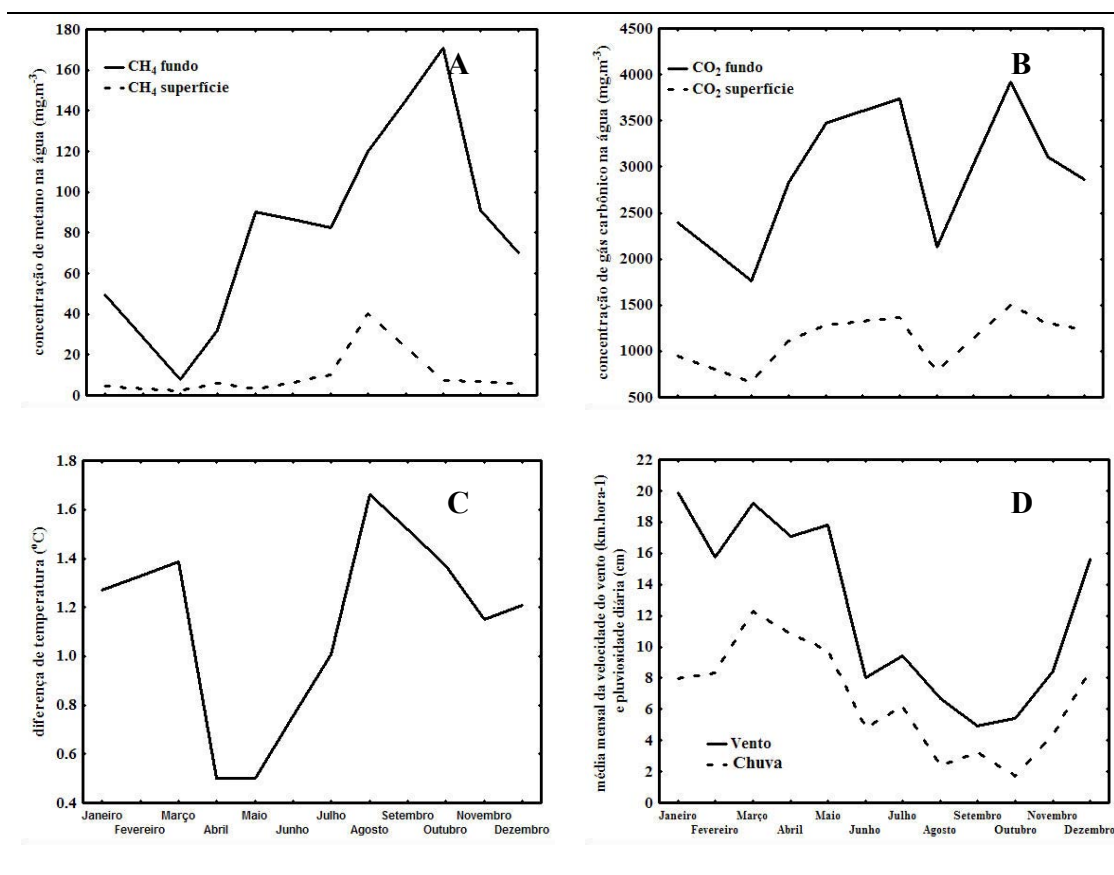 concentração de metano na água (mg.m-3)
180
160
140
120
100
80
60
40
20
0
CH4 fundo
CH4 superfície
A
concentração de gás carbônico na água (mg.m-3)
4500
4000
3500
3000
2500
2000
1500
1000
500
CO2 fundo
CO2 superfície
B
diferença de temperatura (ºC)
1.8
1.6
1.4
1.2
1.0
0.8
0.6
0.4
C
Janeiro Março Maio Julho Setembro Novembro
Fevereiro Abril Junho Agosto Outubro Dezembro
média mensal da velocidade do vento (km.hora-1)
e pluviosidade diária (cm)
22
20
18
16
14
12
10
8
6
4
2
0
D
Vento
Chuva
Janeiro Março Maio Julho Setembro Novembro
Fevereiro Abril Junho Agosto Outubro Dezembro